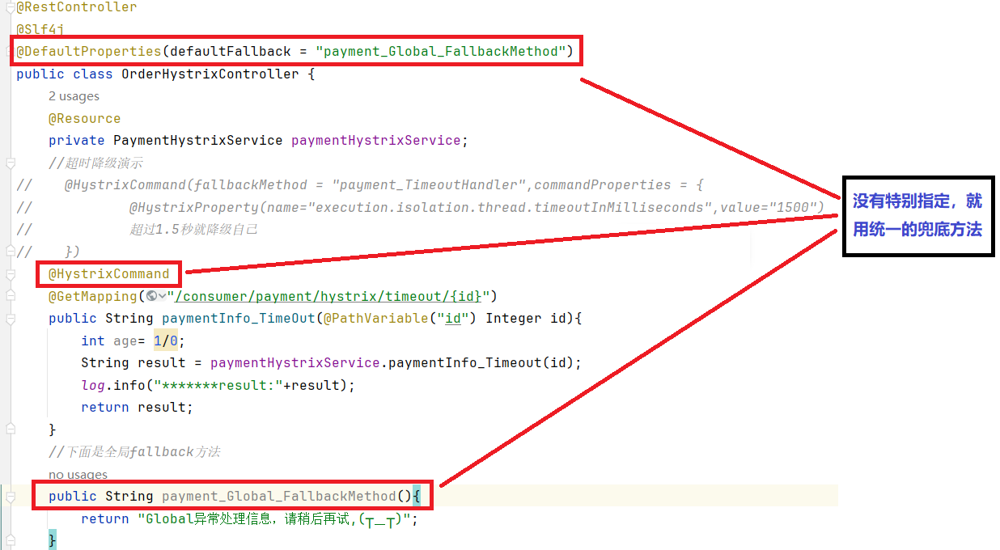 @RestController
@Slf4j
@DefaultProperties(defaultFallback = "payment_Global_FallbackMethod")
public class OrderHystrixController {
2 usages
@Resource
private PaymentHystrixService paymentHystrixService;
//超时降级演示
// @HystrixCommand(fallbackMethod = "payment_TimeoutHandler",commandProperties = {
// @HystrixProperty(name="execution.isolation.thread.timeoutInMilliseconds",value="1500")
// 超过1.5秒就降级自己
// })
@HystrixCommand
@GetMapping("/consumer/payment/hystrix/timeout/{id}")
public String paymentInfo_TimeOut(@PathVariable("id") Integer id){
int age= 1/0;
String result = paymentHystrixService.paymentInfo_Timeout(id);
log.info("*******result:"+result);
return result;
}
//下面是全局fallback方法
no usages
public String payment_Global_FallbackMethod(){
return "Global异常处理信息，请稍后再试,(┬＿┬)";
}
没有特别指定，就
用统一的兜底方法